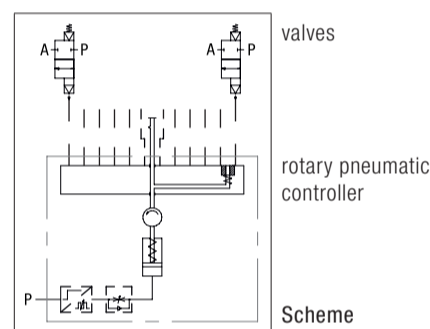 valves
A P A P
rotary pneumatic
controller
P
Scheme